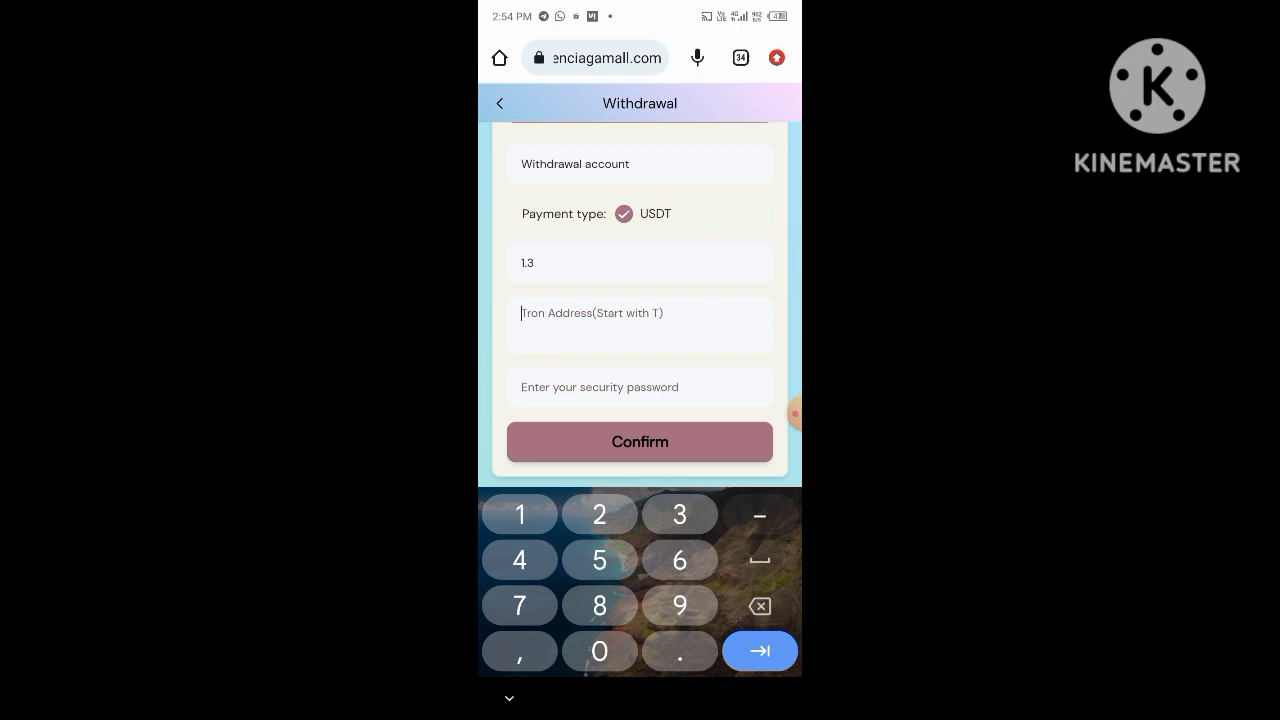 2:54 PM
34
enciagamall.com
Withdrawal
Withdrawal account
Payment type: USDT
1.3
Tron Address(Start with T)
Enter your security password
Confirm
1 2 3 –
4 5 6
7 8 9
, 0 .
K
KINEMASTER